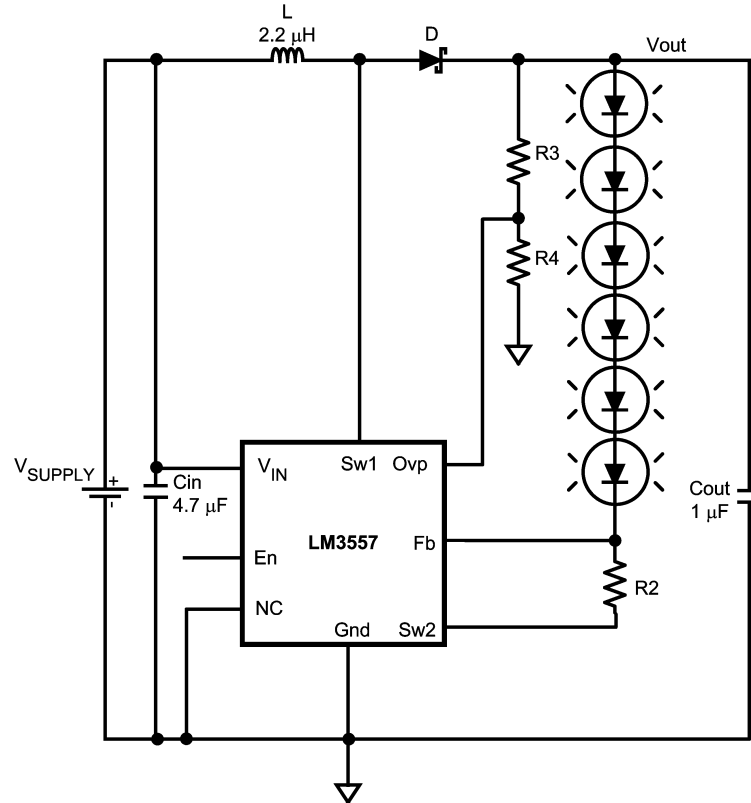 L
2.2 μH
D
Vout
R3
R4
VSUPPLY
+
-
Cin
4.7 μF
VIN
Sw1
Ovp
LM3557
Fb
En
NC
Gnd
Sw2
R2
Cout
1 μF